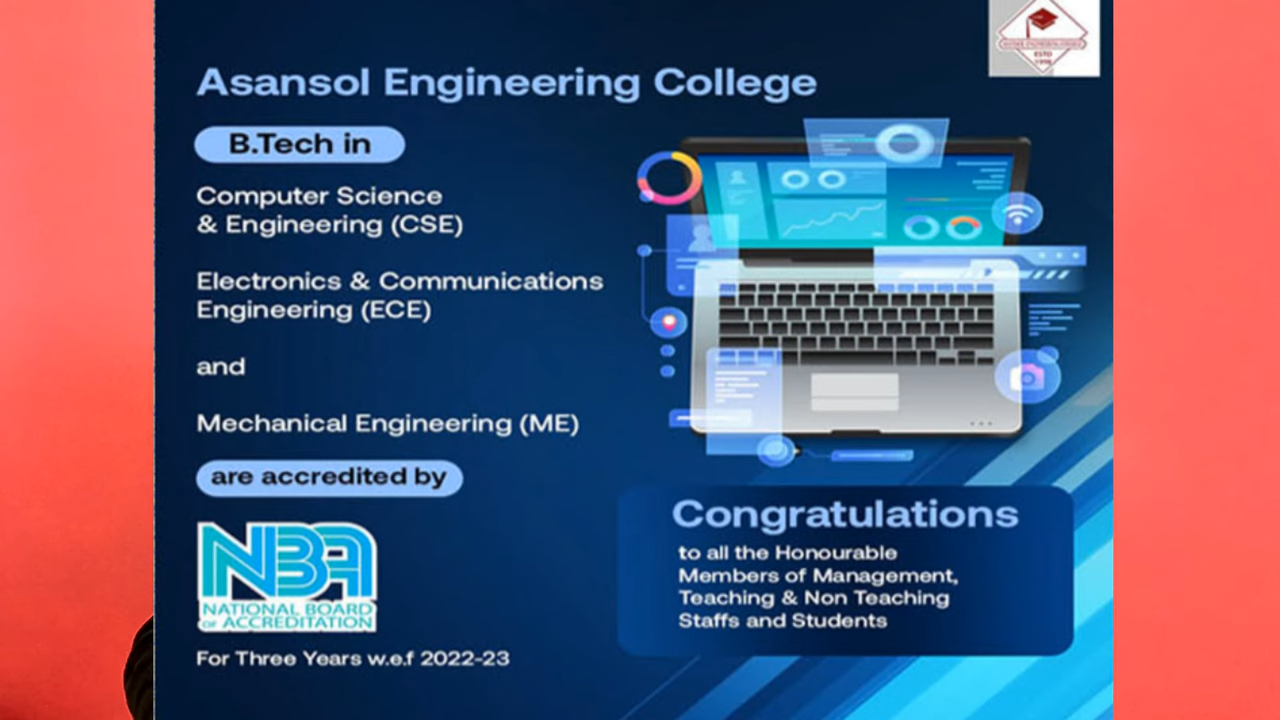 Asansol Engineering College
B.Tech in
Computer Science
& Engineering (CSE)
Electronics & Communications
Engineering (ECE)
and
Mechanical Engineering (ME)
are accredited by
NBA
NATIONAL BOARD
OF ACCREDITATION
For Three Years w.e.f 2022-23
ESTD
1998
Congratulations
to all the Honourable
Members of Management,
Teaching & Non Teaching
Staffs and Students